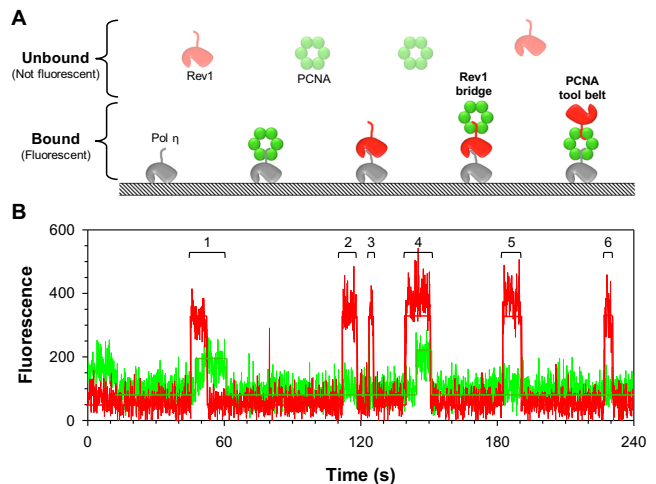 A
Unbound
(Not fluorescent)
Rev1
PCNA
Rev1
bridge
PCNA
tool belt
Bound
(Fluorescent)
Pol η
B
600
400
200
0
Fluorescence
1
2
3
4
5
6
0
60
120
180
240
Time (s)